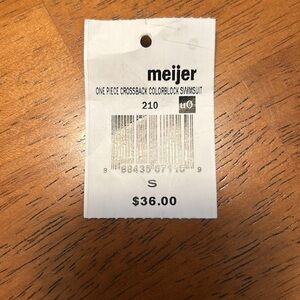 meijer
ONE PIECE CROSSBACK COLORBLOCK SWIMSUIT
210
S
$36.00